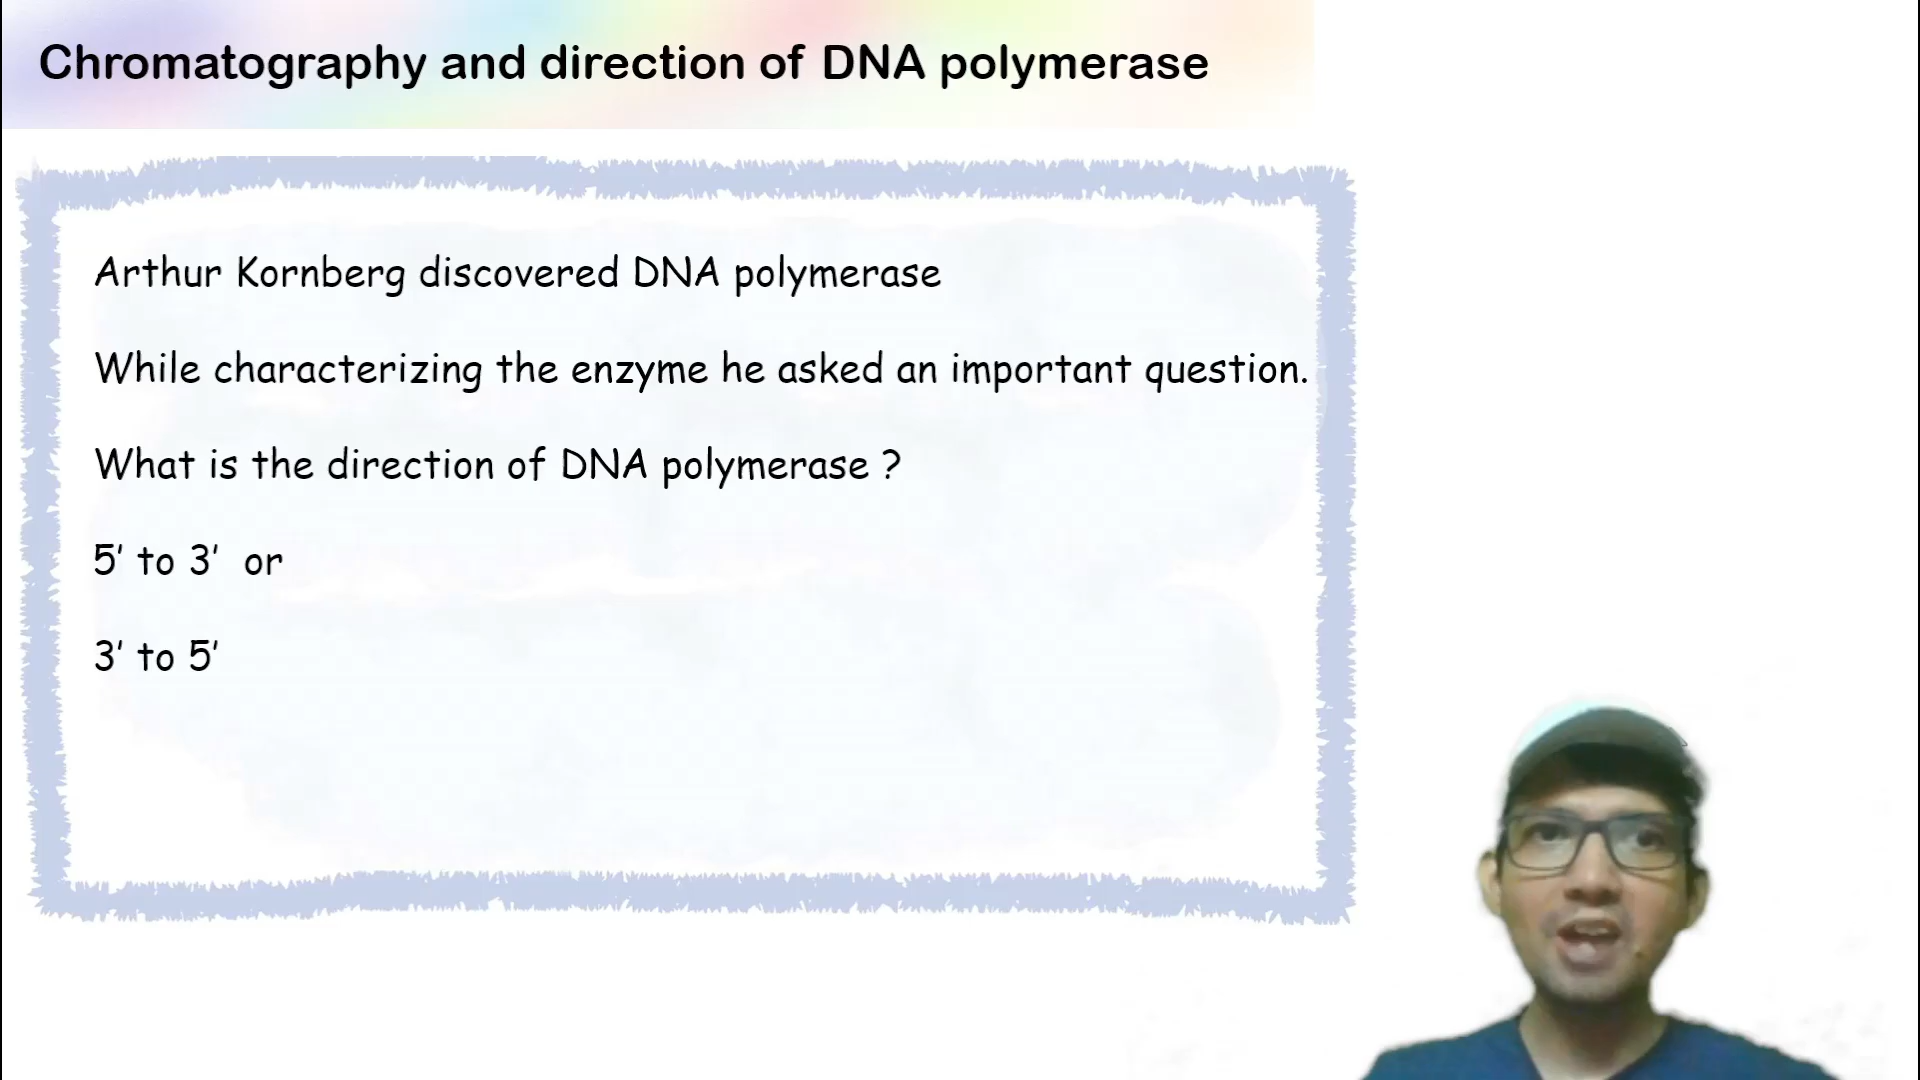 Chromatography and direction of DNA polymerase
Arthur Kornberg discovered DNA polymerase
While characterizing the enzyme he asked an important question.
What is the direction of DNA polymerase ?
5’ to 3’ or
3’ to 5’